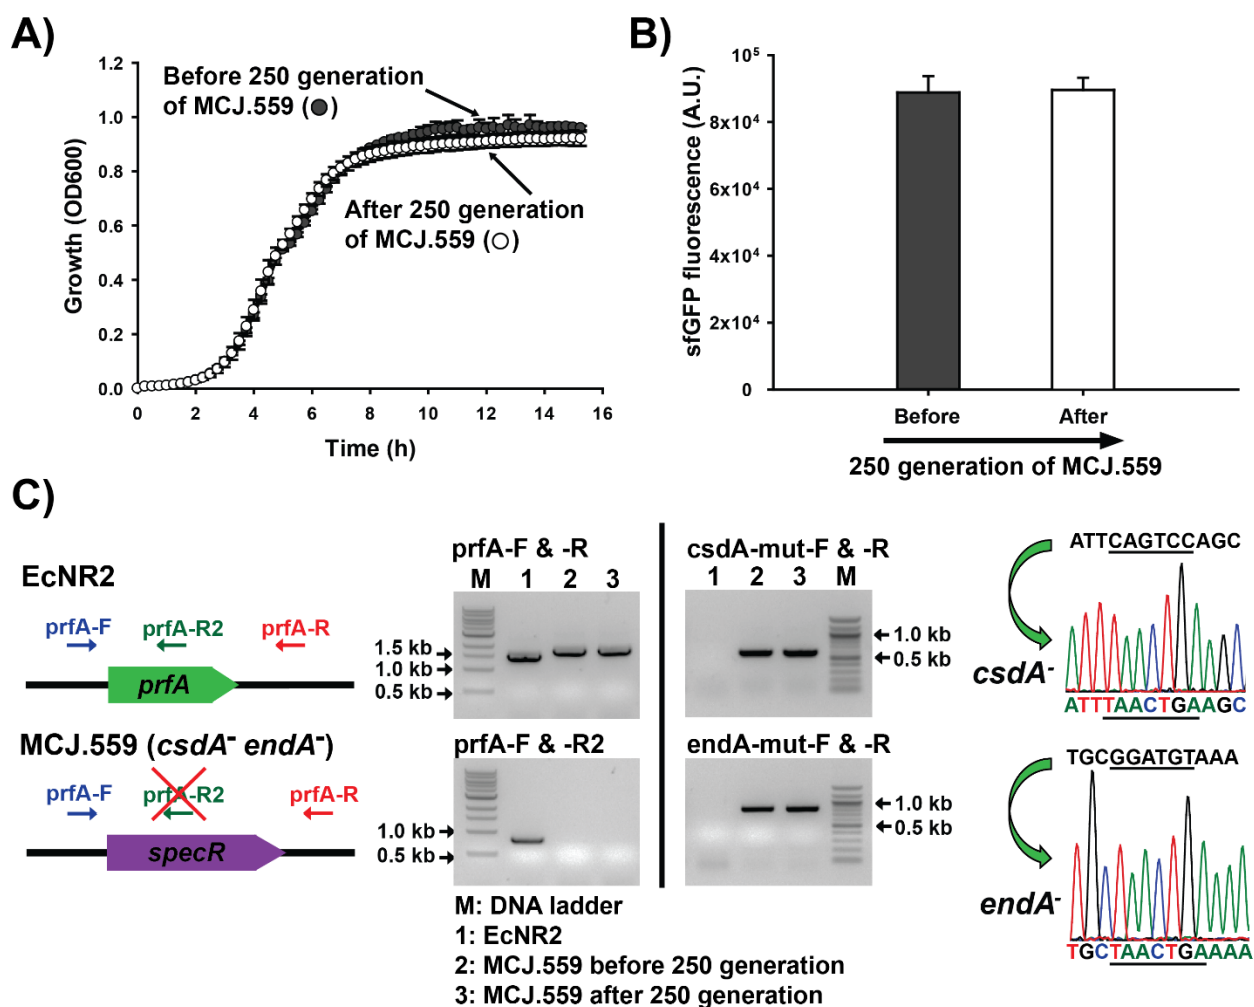 A)
Before 250 generation
of MCJ.559 (●)
After 250 generation
of MCJ.559 (○)
Growth (OD600)
1.2
1.0
0.8
0.6
0.4
0.2
0.0
0 2 4 6 8 10 12 14 16
Time (h)
B)
sfGFP fluorescence (A.U.)
10⁵
8x10⁴
6x10⁴
4x10⁴
2x10⁴
0
Before After
250 generation of MCJ.559
C)
EcNR2
prfA-F prfA-R2 prfA-R
prfA
MCJ.559 (csdA⁻ endA⁻)
prfA-F prfA-R2 prfA-R
specR
prfA-F & -R
M 1 2 3
1.5 kb
1.0 kb
0.5 kb
prfA-F & -R2
1.0 kb
0.5 kb
M: DNA ladder
1: EcNR2
2: MCJ.559 before 250 generation
3: MCJ.559 after 250 generation
csdA-mut-F & -R
1 2 3 M
1.0 kb
0.5 kb
endA-mut-F & -R
1.0 kb
0.5 kb
ATTCAGTCCAGC
csdA⁻
ATTTAACTGAAGC
TGCGGATGTAAA
endA⁻
TGCTAACTGAAAA